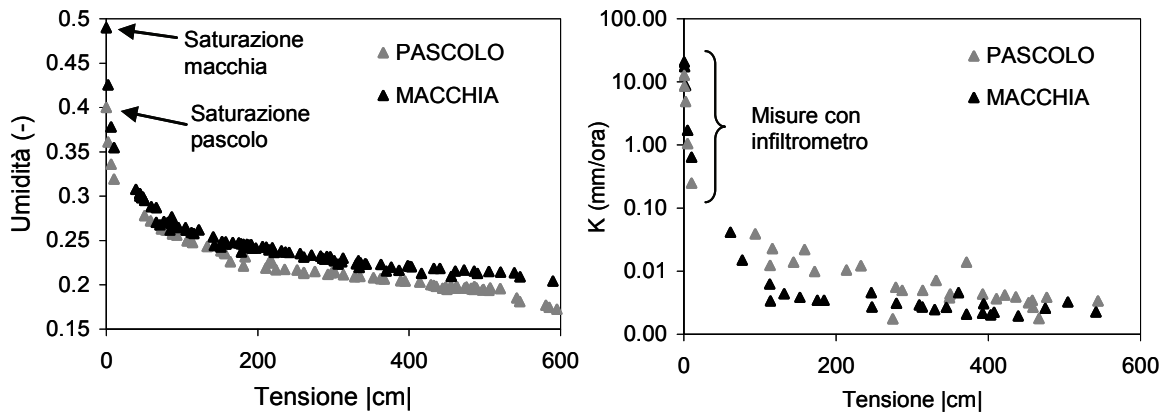 0.5
0.45
0.4
0.35
0.3
0.25
0.2
0.15
0
200
400
600
Umidità (-)
Tensione |cm|
Saturazione
macchia
Saturazione
pascolo
PASCOLO
MACCHIA
100.00
10.00
1.00
0.10
0.01
0.00
0
200
400
600
K (mm/ora)
Tensione |cm|
PASCOLO
MACCHIA
Misure con
infiltrometro